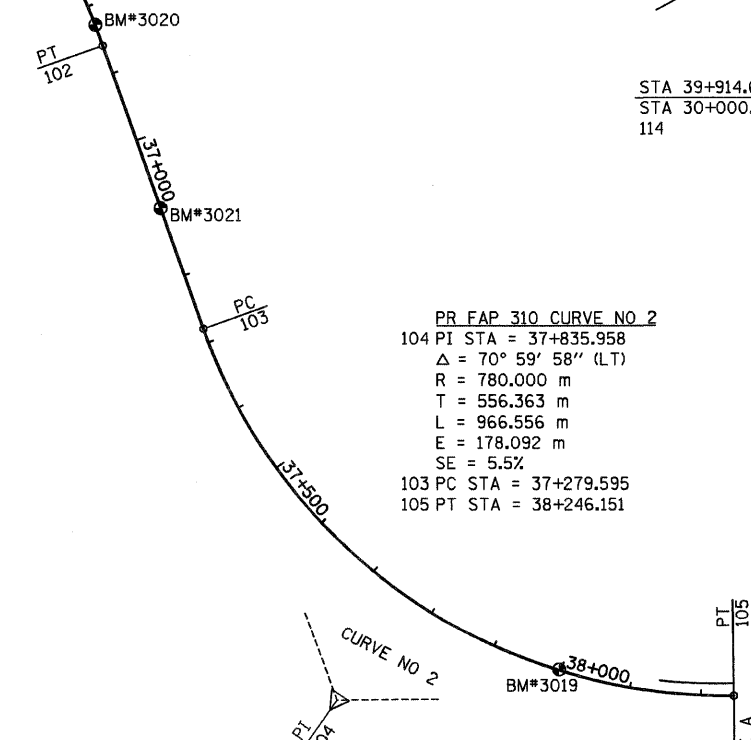 BM#3020
PT
102
STA 39+914.
STA 30+000.
114
37+000
BM#3021
PC
103
PR FAP 310 CURVE NO 2
104 PI STA = 37+835.958
Δ = 70° 59' 58" (LT)
R = 780.000 m
T = 556.363 m
L = 966.556 m
E = 178.092 m
SE = 5.5%
103 PC STA = 37+279.595
105 PT STA = 38+246.151
37+500
PT
105
CURVE NO 2
38+000
BM#3019
PI
04
A